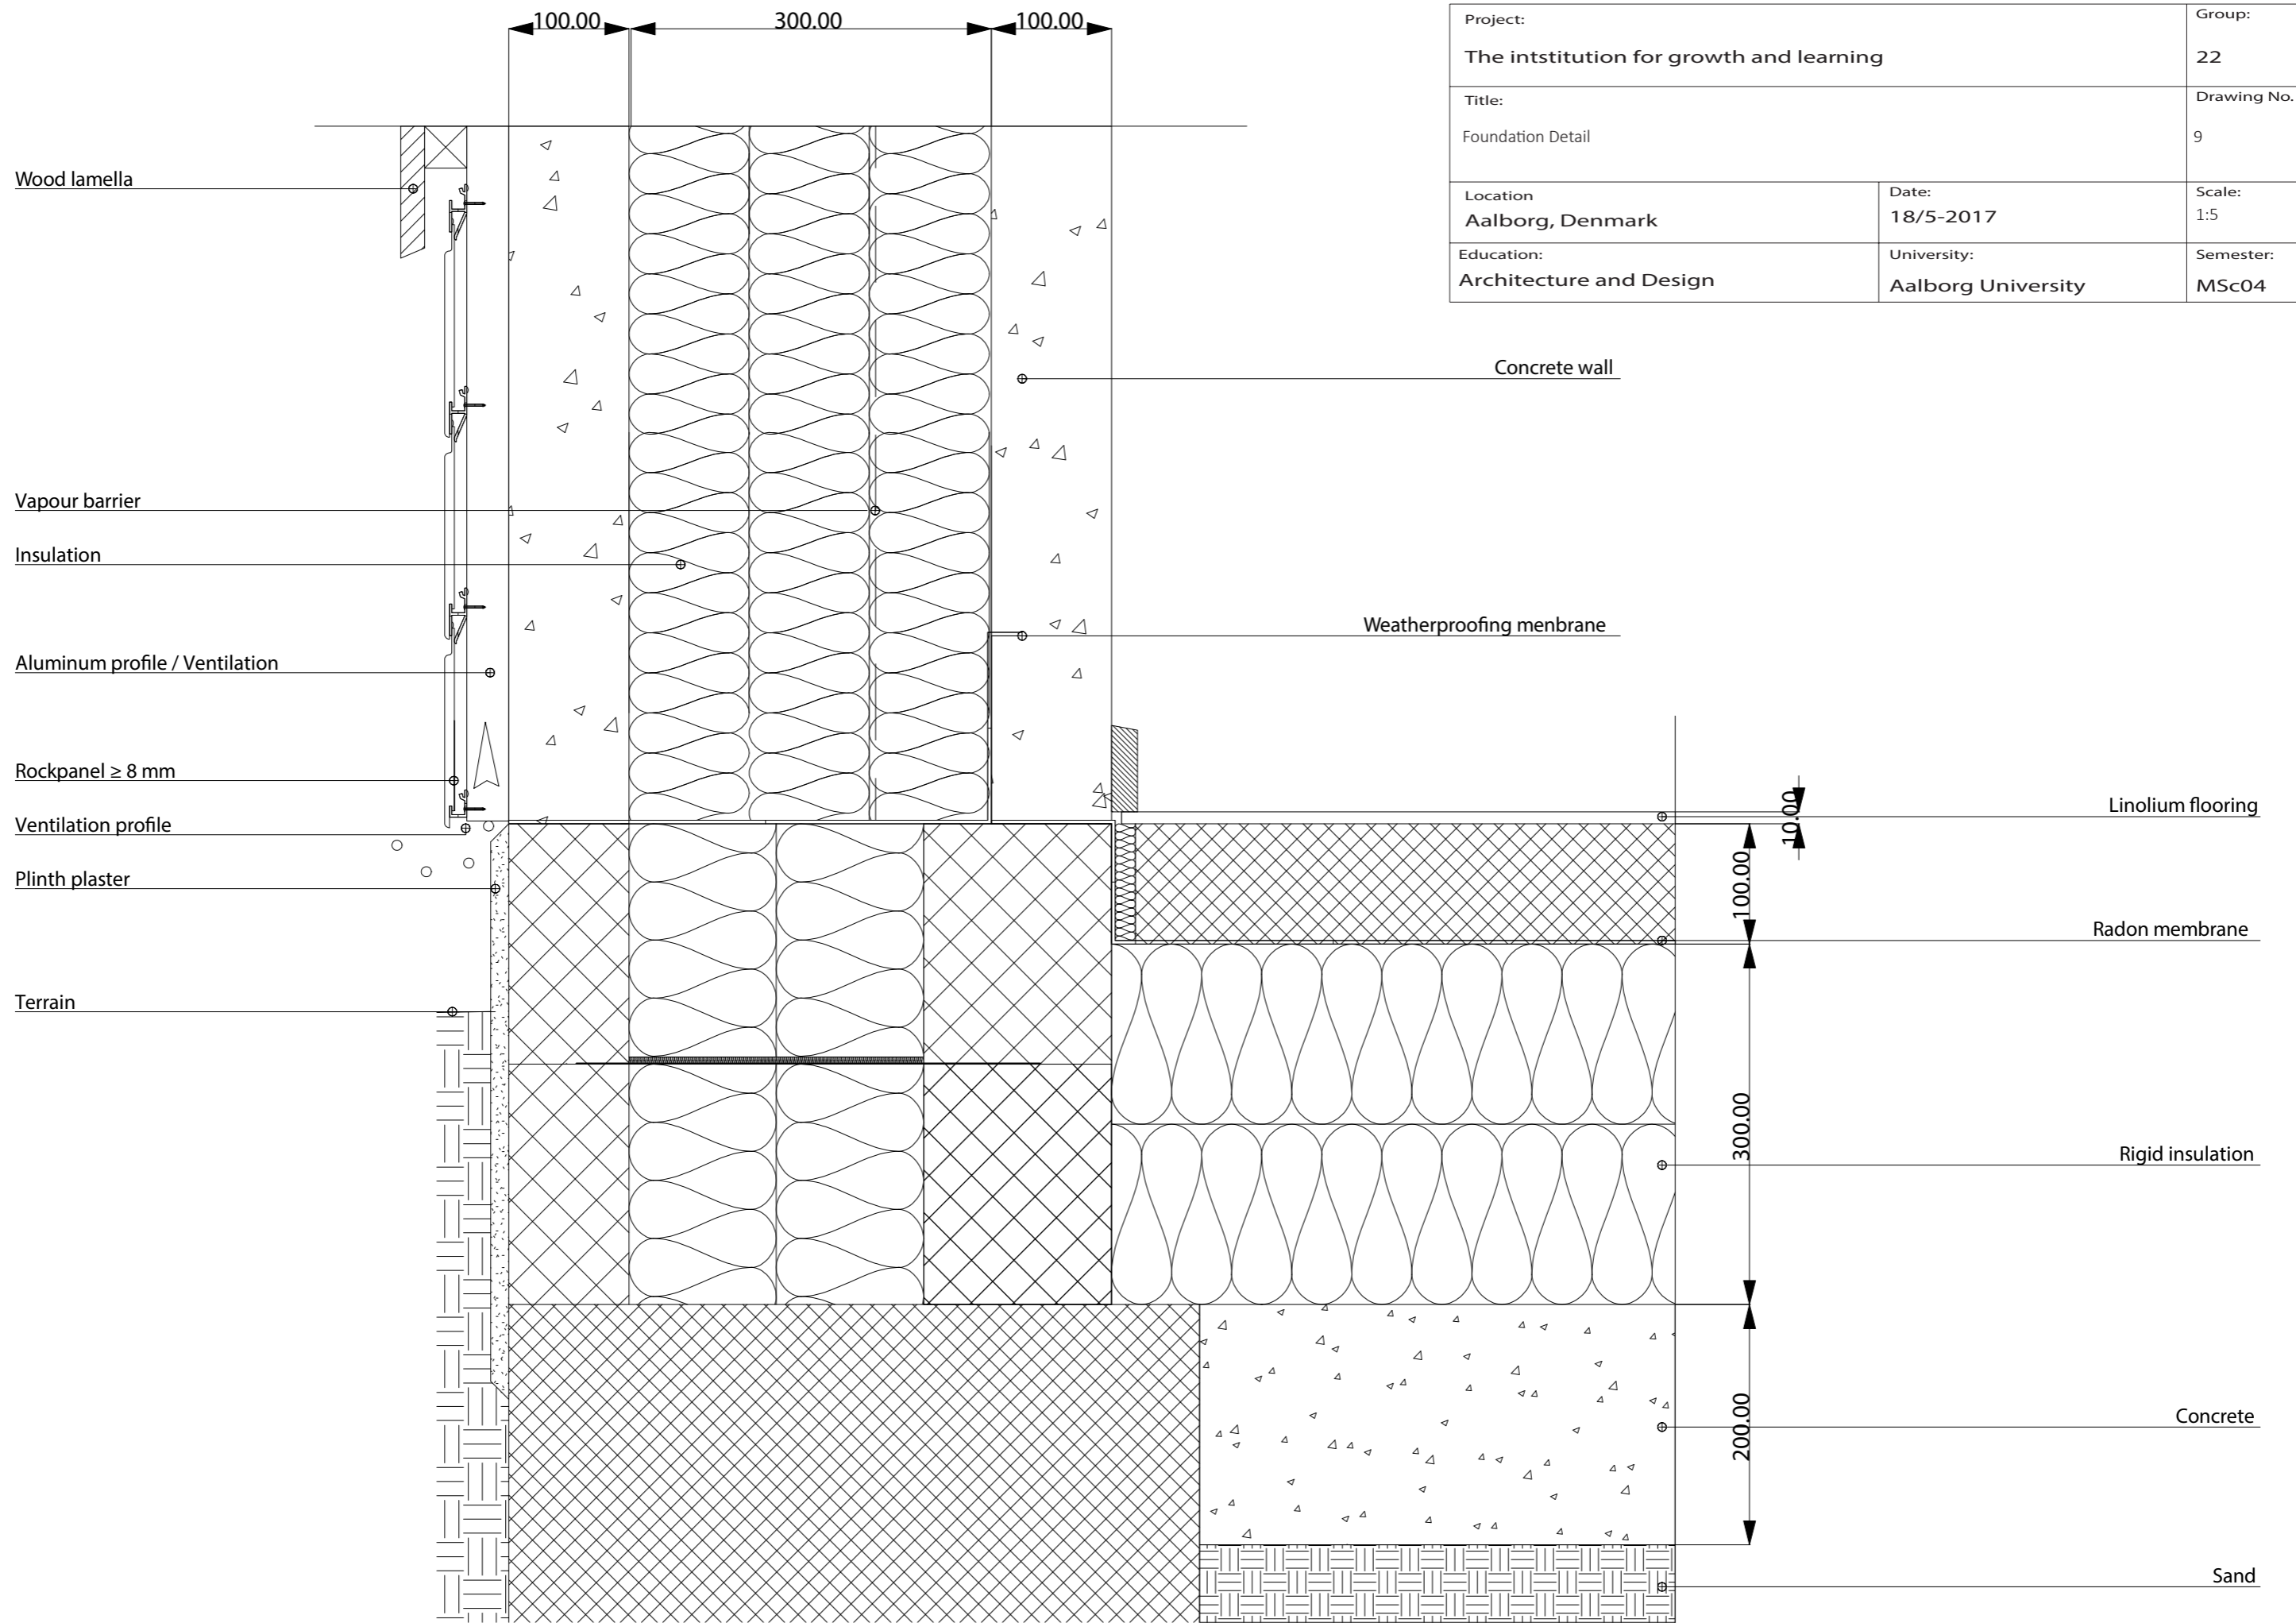 100.00
300.00
100.00
Project:
The intstitution for growth and learning
Group:
22
Title:
Foundation Detail
Drawing No.
9
Location
Aalborg, Denmark
Date:
18/5-2017
Scale:
1:5
Education:
Architecture and Design
University:
Aalborg University
Semester:
MSc04
Wood lamella
Concrete wall
Vapour barrier
Insulation
Weatherproofing menbrane
Aluminum profile / Ventilation
Rockpanel ≥ 8 mm
Ventilation profile
Plinth plaster
Terrain
10.00
Linolium flooring
100.00
Radon membrane
300.00
Rigid insulation
200.00
Concrete
Sand